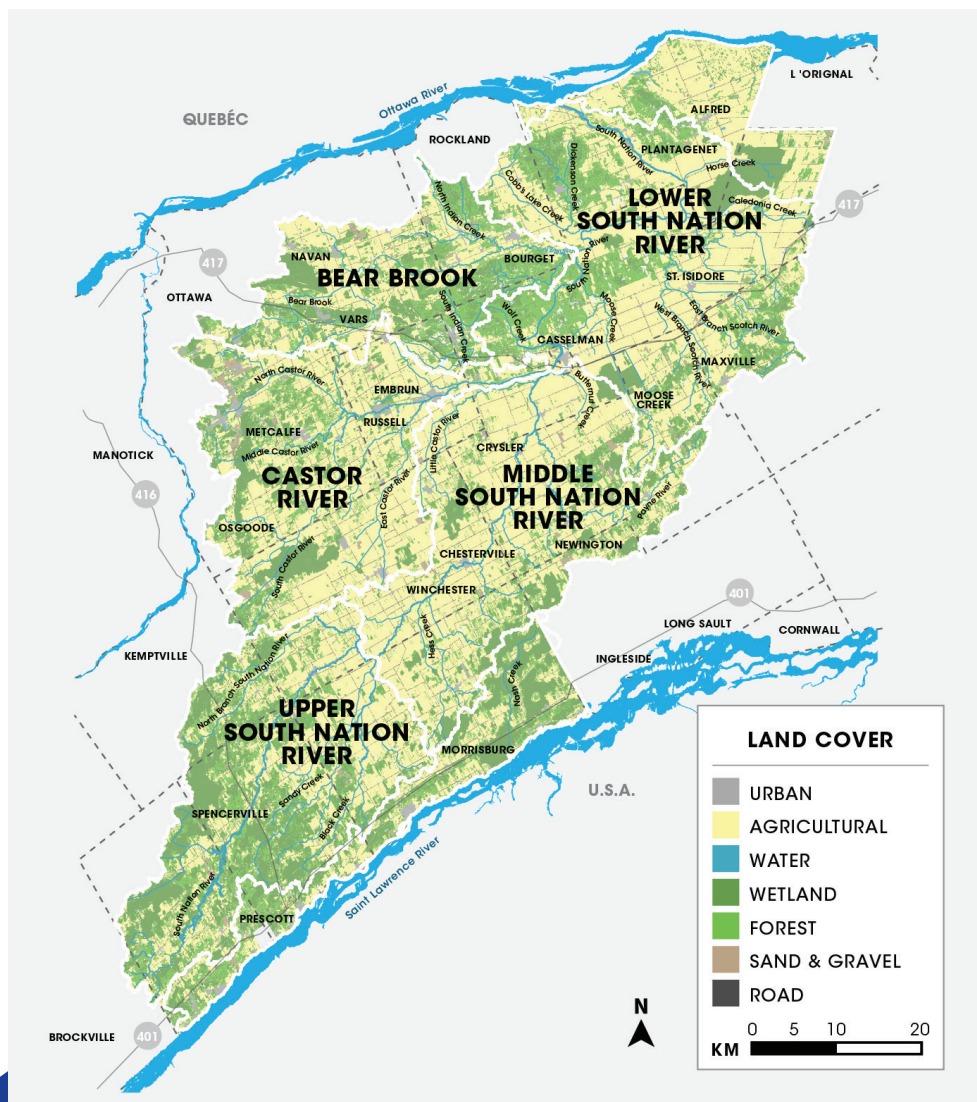 L 'ORIGNAL
Ottawa River
ALFRED
QUEBÉC
ROCKLAND
South Nation River
PLANTAGENET
Dickenson Creek
Horse Creek
Cobb's Lake Creek
North Indian Creek
LOWER
SOUTH NATION
RIVER
Caledonia Creek
417
NAVAN
BOURGET
South Nation River
417
BEAR BROOK
ST. ISIDORE
OTTAWA
Bear Brook
VARS
South Indian Creek
Wolf Creek
Moose Creek
West Branch Scotch River
East Branch Scotch River
CASSELMAN
MAXVILLE
North Castor River
EMBRUN
Butternut Creek
MOOSE
CREEK
RUSSELL
METCALFE
Little Castor River
CRYSLER
Middle Castor River
MANOTICK
CASTOR
RIVER
MIDDLE
SOUTH NATION
RIVER
416
East Castor River
Payne River
OSGOODE
NEWINGTON
South Castor River
CHESTERVILLE
WINCHESTER
401
LONG SAULT
CORNWALL
KEMPTVILLE
North Branch South Nation River
Hess Creek
INGLESIDE
Nash Creek
UPPER
SOUTH NATION
RIVER
MORRISBURG
U.S.A.
Sandy Creek
SPENCERVILLE
Black Creek
South Nation River
Saint Lawrence River
PRESCOTT
BROCKVILLE
401
LAND COVER
URBAN
AGRICULTURAL
WATER
WETLAND
FOREST
SAND & GRAVEL
ROAD
N
0 5 10 20
KM